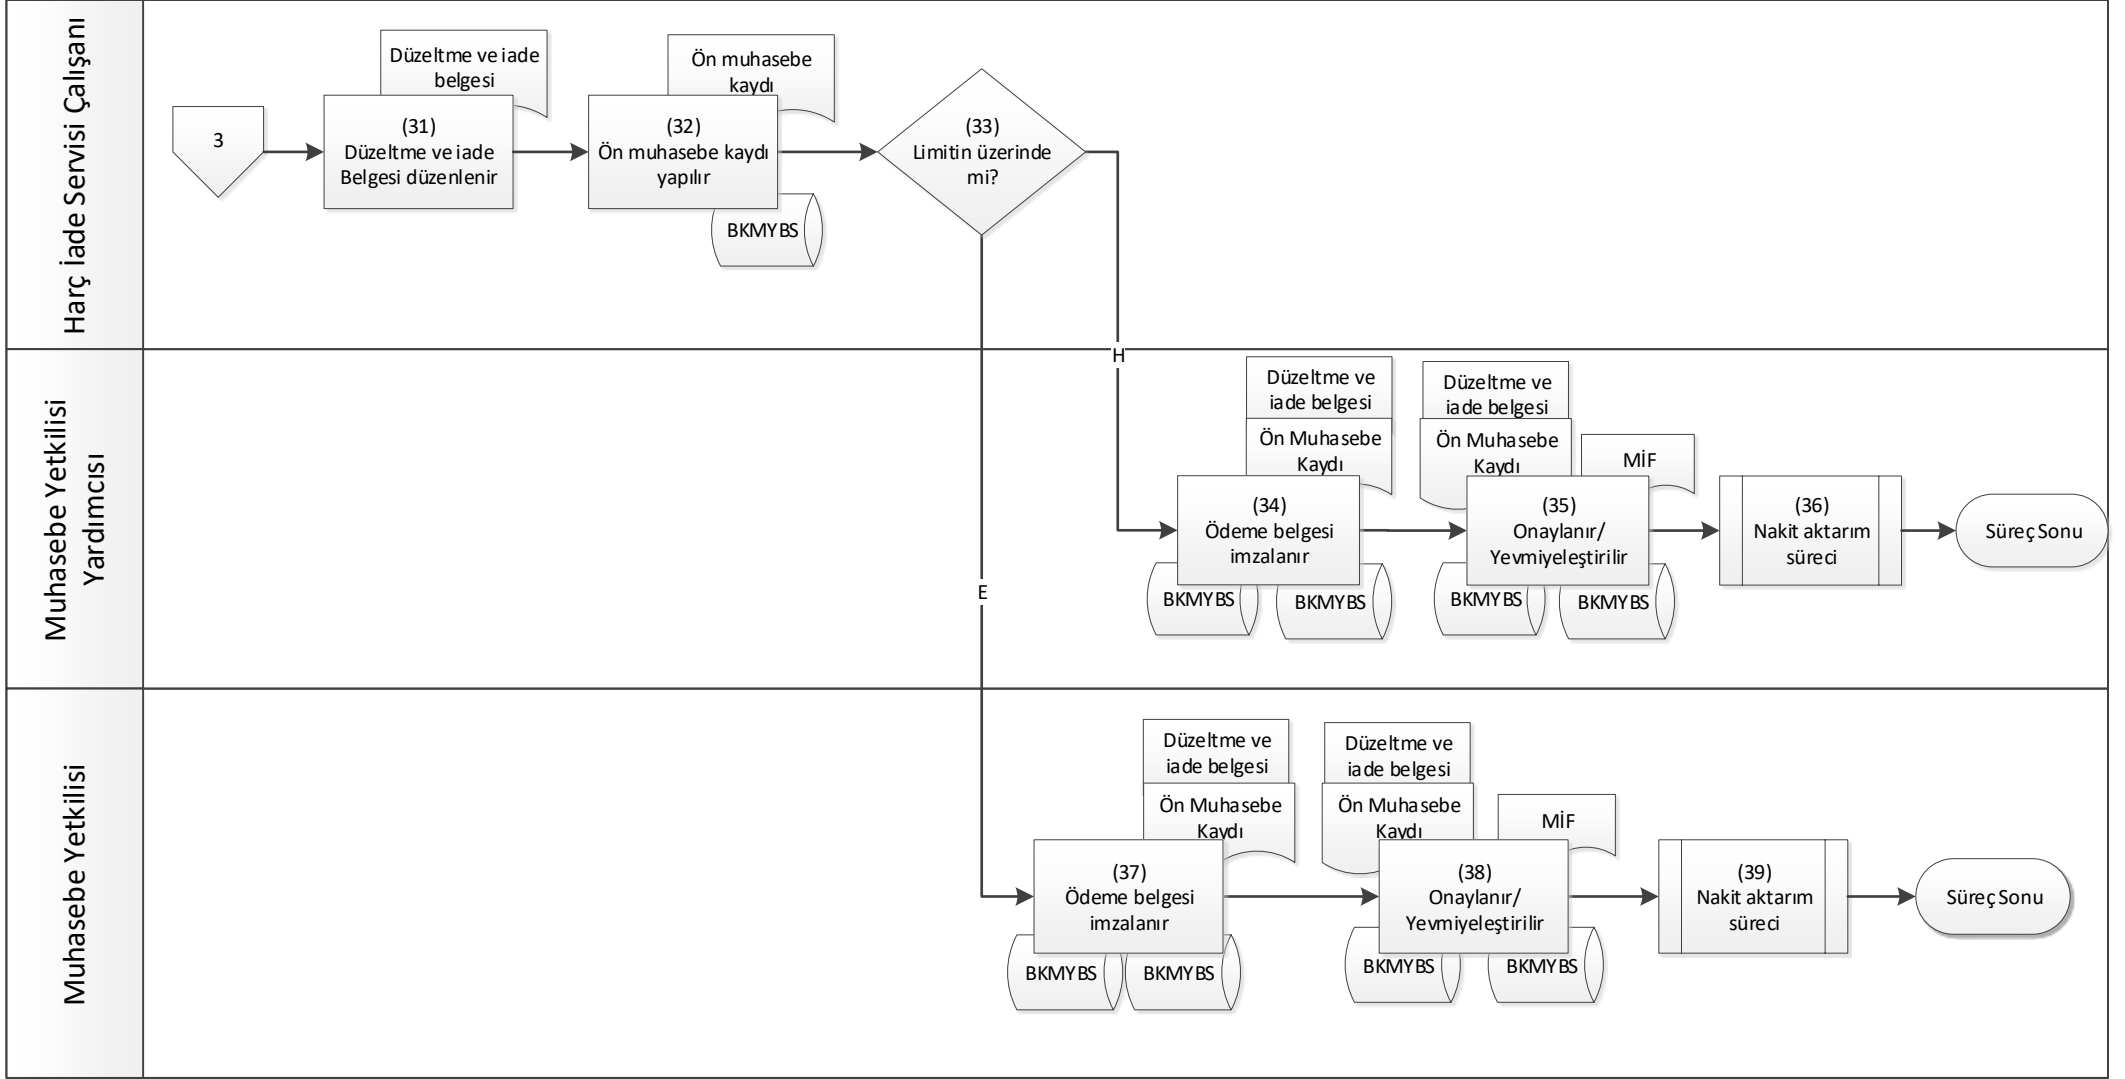 Harç İade Servisi Çalışanı
3
Düzeltme ve iade
belgesi
(31)
Düzeltme ve iade
Belgesi düzenlenir
Ön muhasebe
kaydı
(32)
Ön muhasebe kaydı
yapılır
BKMYBS
(33)
Limitin üzerinde
mi?
H
E
Muhasebe Yetkilisi
Yardımcısı
Düzeltme ve
iade belgesi
Ön Muhasebe
Kaydı
(34)
Ödeme belgesi
imzalanır
BKMYBS
BKMYBS
Düzeltme ve
iade belgesi
Ön Muhasebe
Kaydı
MİF
(35)
Onaylanır/
Yevmiyeleştirilir
BKMYBS
BKMYBS
(36)
Nakit aktarım
süreci
Süreç Sonu
Muhasebe Yetkilisi
Düzeltme ve
iade belgesi
Ön Muhasebe
Kaydı
(37)
Ödeme belgesi
imzalanır
BKMYBS
BKMYBS
Düzeltme ve
iade belgesi
Ön Muhasebe
Kaydı
MİF
(38)
Onaylanır/
Yevmiyeleştirilir
BKMYBS
BKMYBS
(39)
Nakit aktarım
süreci
Süreç Sonu